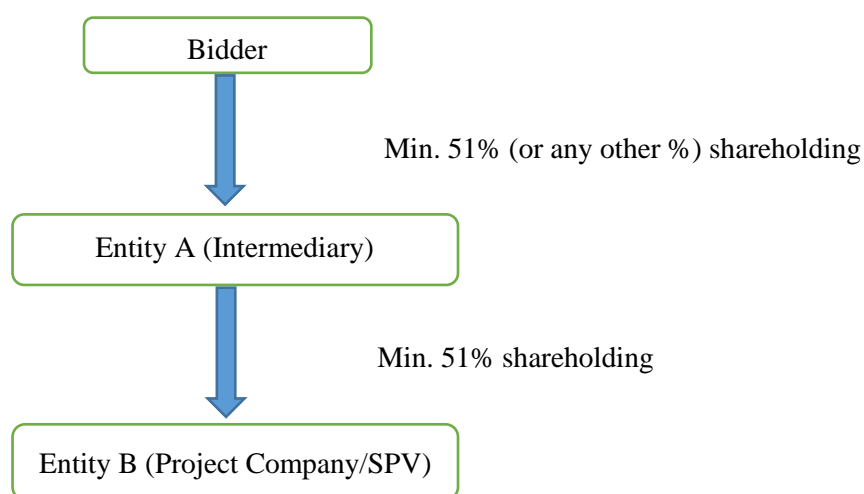 Bidder
Min. 51% (or any other %) shareholding
Entity A (Intermediary)
Min. 51% shareholding
Entity B (Project Company/SPV)